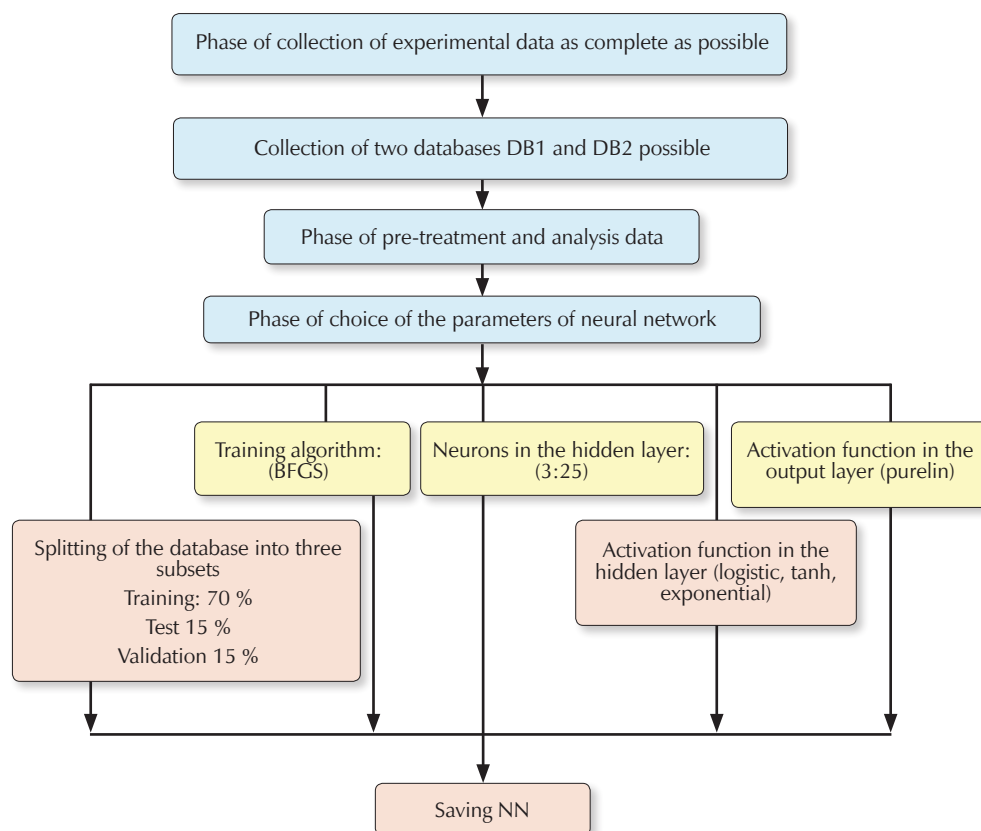 Phase of collection of experimental data as complete as possible
Collection of two databases DB1 and DB2 possible
Phase of pre-treatment and analysis data
Phase of choice of the parameters of neural network
Training algorithm:
(BFGS)
Neurons in the hidden layer:
(3:25)
Activation function in the
output layer (purelin)
Splitting of the database into three
subsets
Training: 70 %
Test 15 %
Validation 15 %
Activation function in the
hidden layer (logistic, tanh,
exponential)
Saving NN